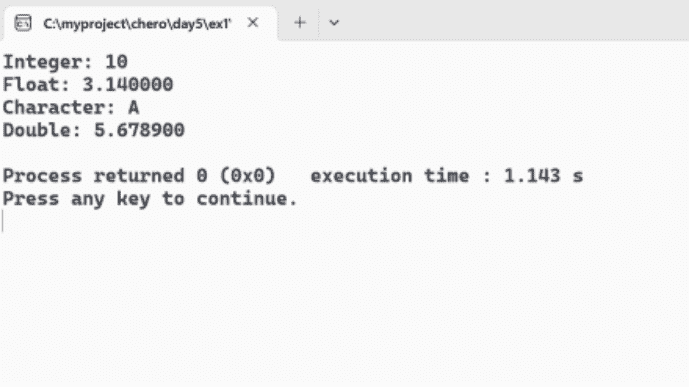 C:\myproject\chero\day5\ex1
Integer: 10
Float: 3.140000
Character: A
Double: 5.678900
Process returned 0 (0x0)   execution time : 1.143 s
Press any key to continue.